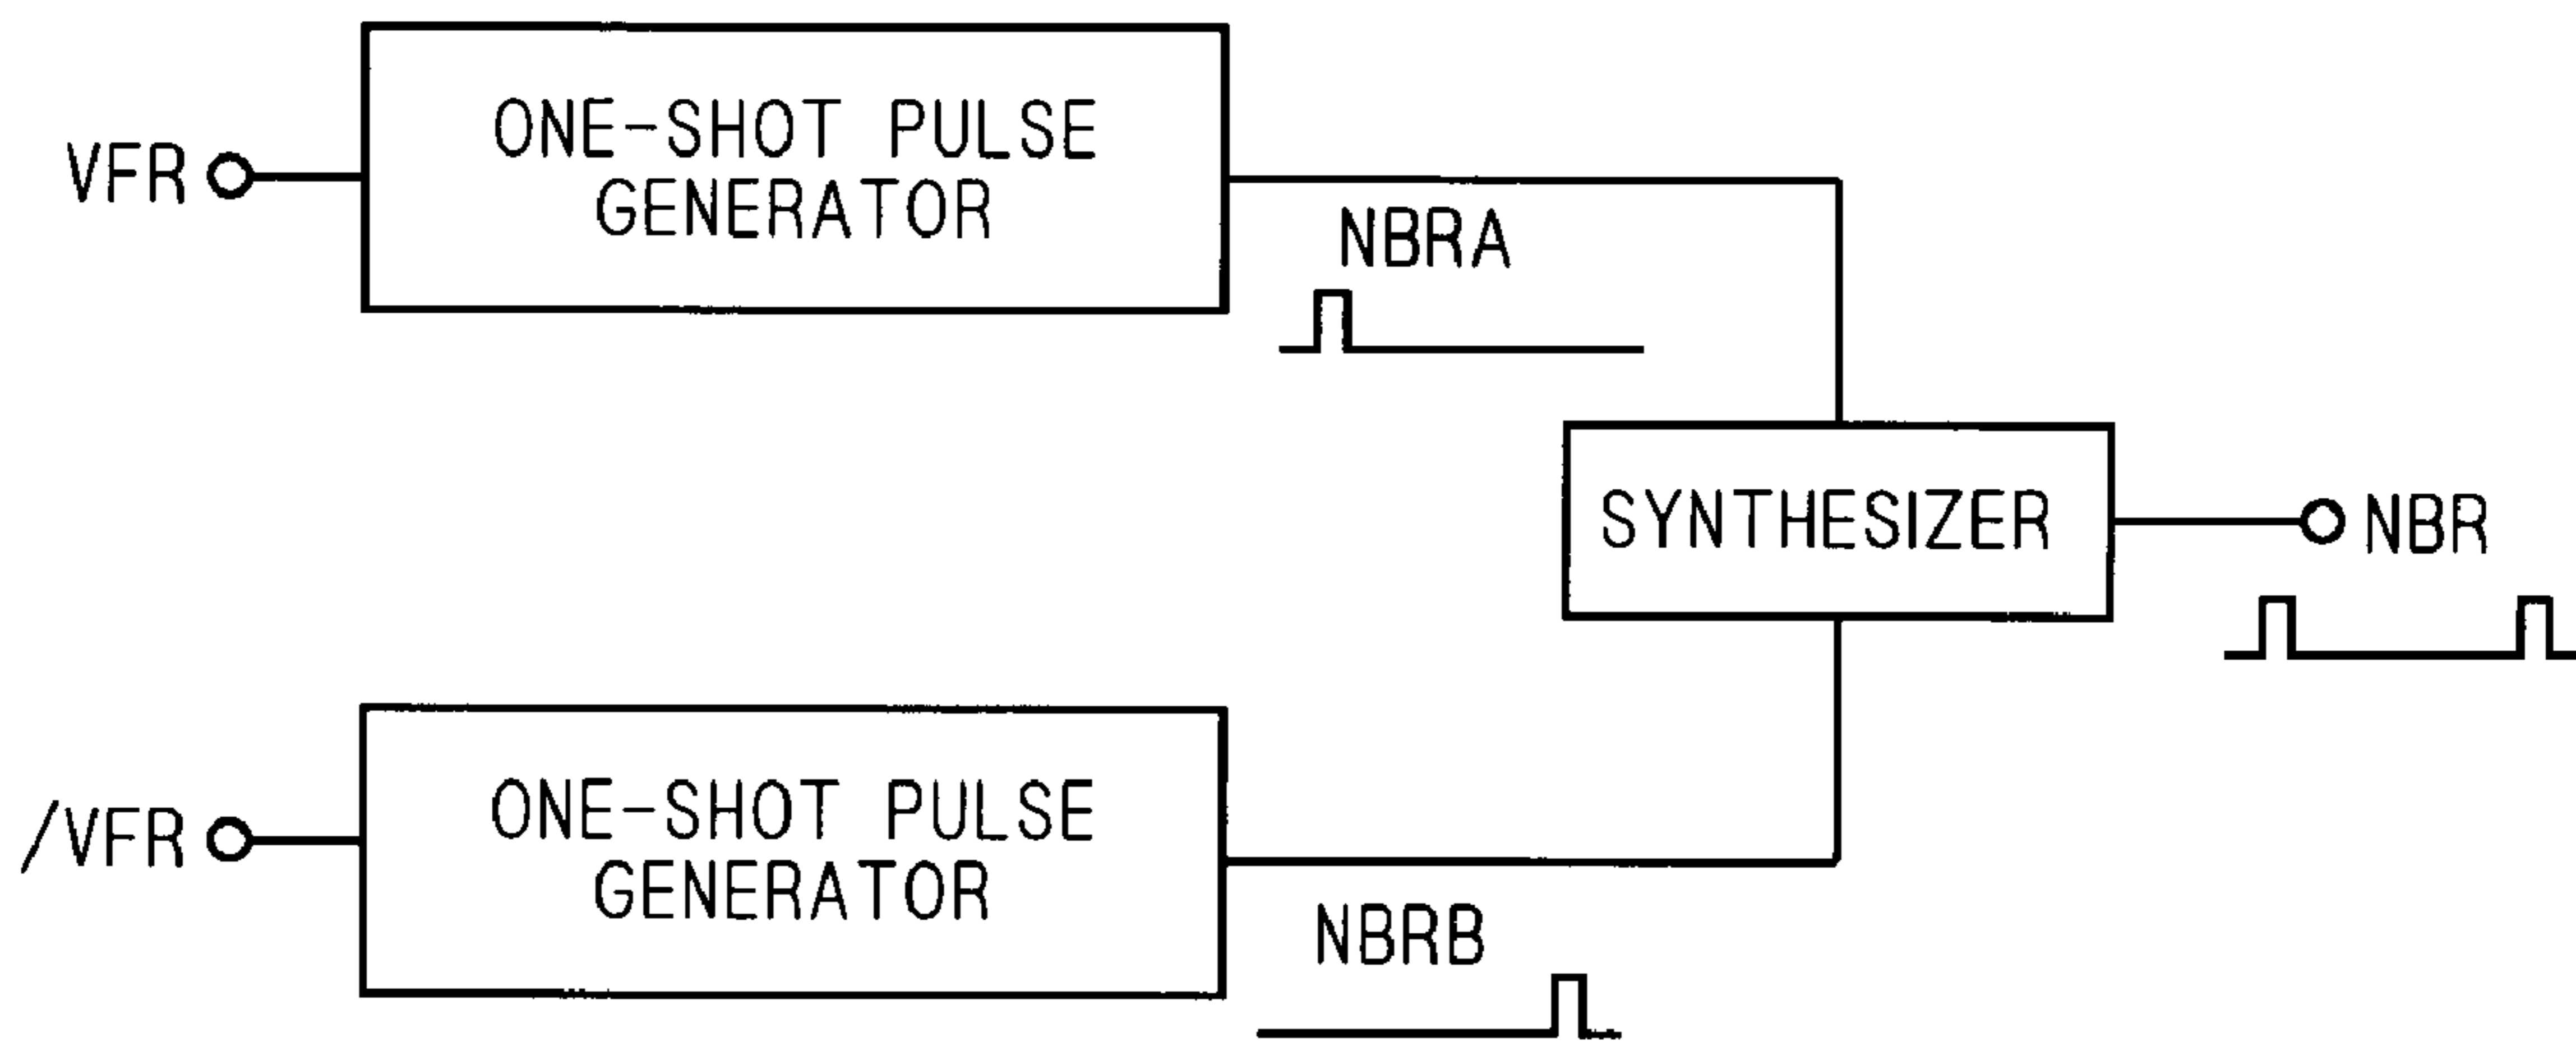 VFR
ONE-SHOT PULSE
GENERATOR
NBRA
SYNTHESIZER
NBR
/VFR
ONE-SHOT PULSE
GENERATOR
NBRB